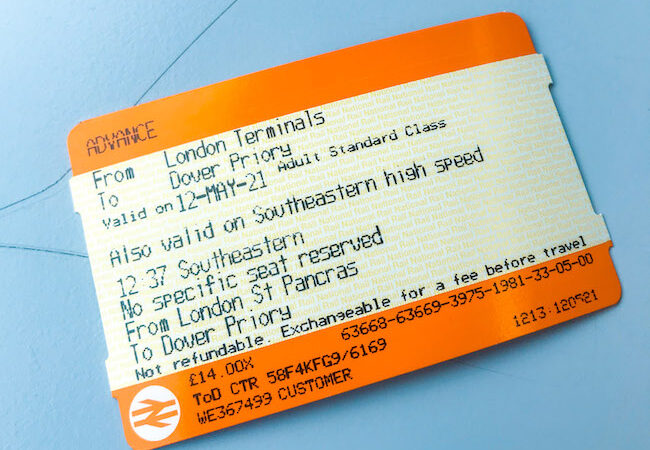 ADVANCE
From London Terminals
To Dover Priory
Valid on 12-MAY-21 Adult Standard Class
Also valid on Southeastern high speed
12 37 Southeastern
No specific seat reserved
From London St Pancras
To Dover Priory
Not refundable. Exchangeable for a fee before travel
£14.00X 63668-63669-3975-1981-33-05-00
ToD CTR 58F4KFG9/6169 1213:120521
WE367499 CUSTOMER